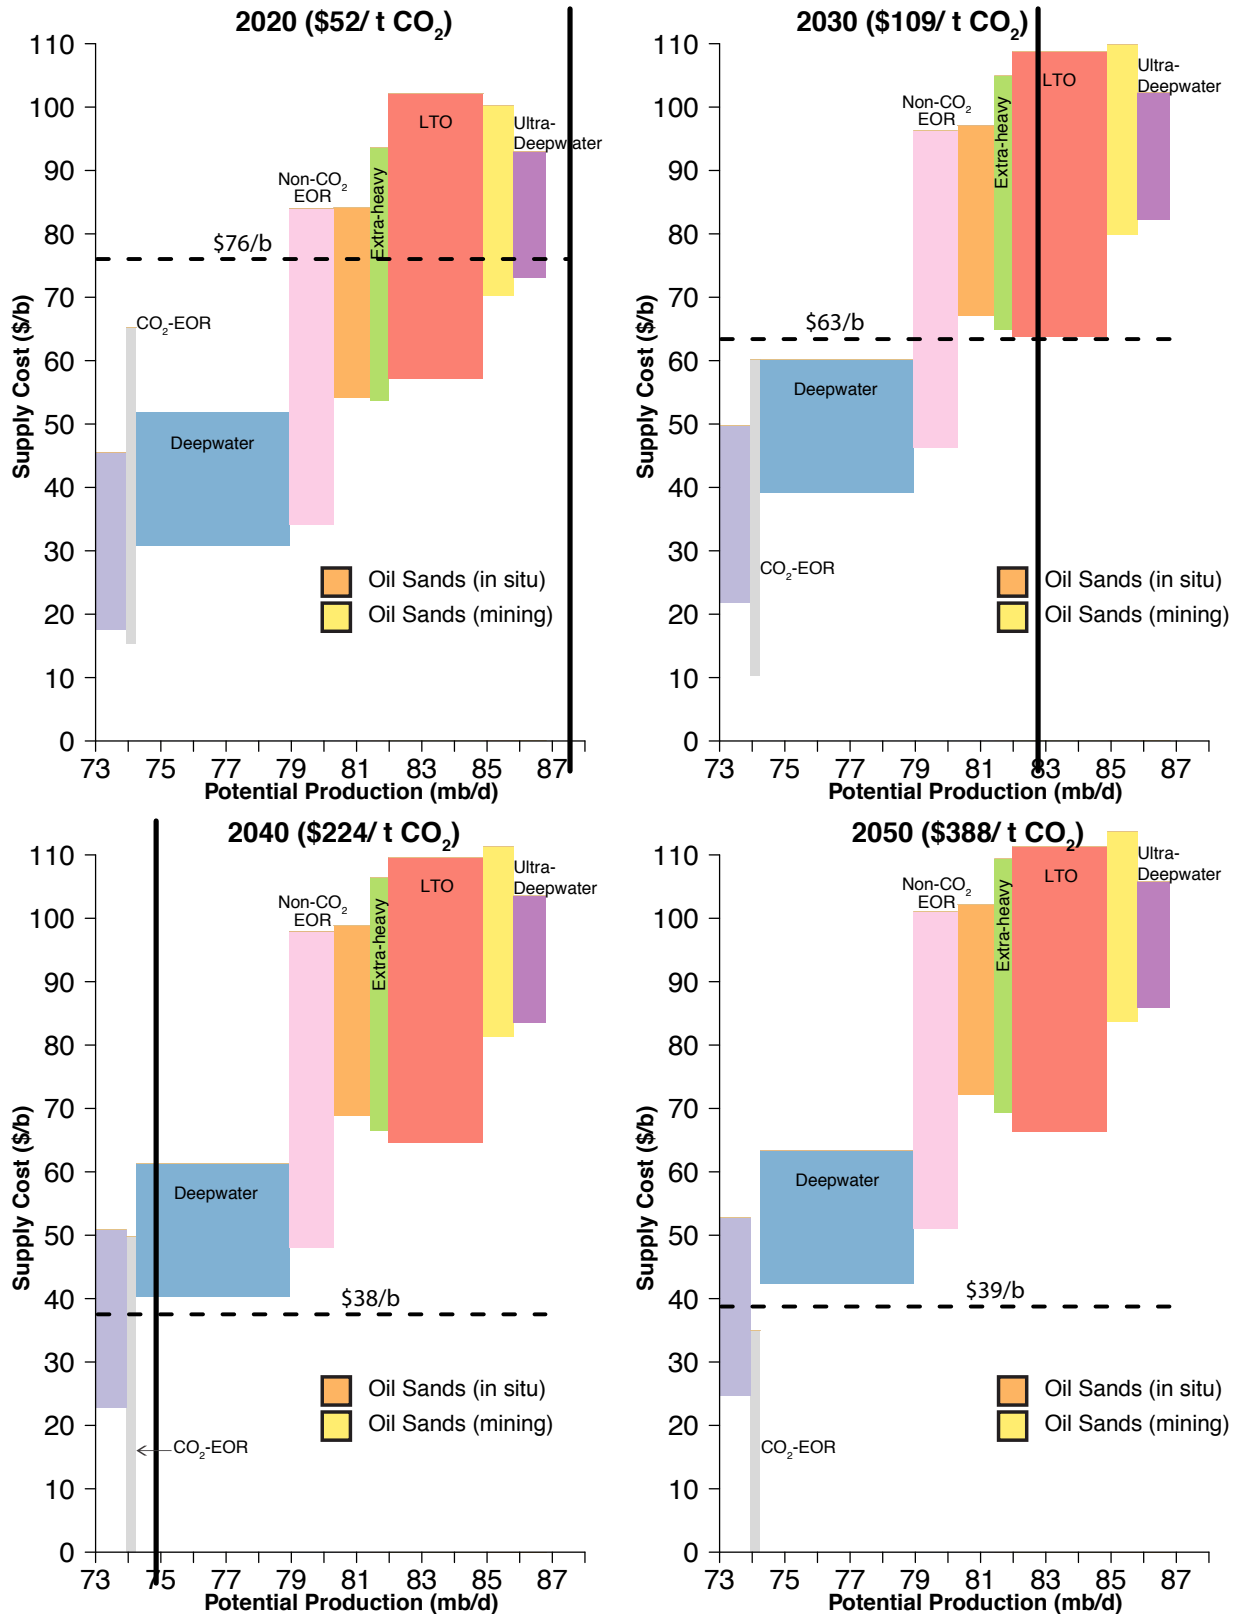 2020 ($52/ t CO₂)
110
100
90
80
70
60
50
40
30
20
10
0
Supply Cost ($/b)
LTO
Ultra-
Deepwater
Non-CO₂
EOR
Extra-heavy
$76/b
CO₂-EOR
Deepwater
Oil Sands (in situ)
Oil Sands (mining)
73 75 77 79 81 83 85 87
Potential Production (mb/d)
2030 ($109/ t CO₂)
110
100
90
80
70
60
50
40
30
20
10
0
Supply Cost ($/b)
LTO
Ultra-
Deepwater
Non-CO₂
EOR
Extra-heavy
$63/b
Deepwater
CO₂-EOR
Oil Sands (in situ)
Oil Sands (mining)
73 75 77 79 81 83 85 87
Potential Production (mb/d)
2040 ($224/ t CO₂)
110
100
90
80
70
60
50
40
30
20
10
0
Supply Cost ($/b)
LTO
Ultra-
Deepwater
Non-CO₂
EOR
Extra-heavy
Deepwater
$38/b
Oil Sands (in situ)
Oil Sands (mining)
CO₂-EOR
73 75 77 79 81 83 85 87
Potential Production (mb/d)
2050 ($388/ t CO₂)
110
100
90
80
70
60
50
40
30
20
10
0
Supply Cost ($/b)
LTO
Ultra-
Deepwater
Non-CO₂
EOR
Extra-heavy
Deepwater
$39/b
Oil Sands (in situ)
Oil Sands (mining)
CO₂-EOR
73 75 77 79 81 83 85 87
Potential Production (mb/d)